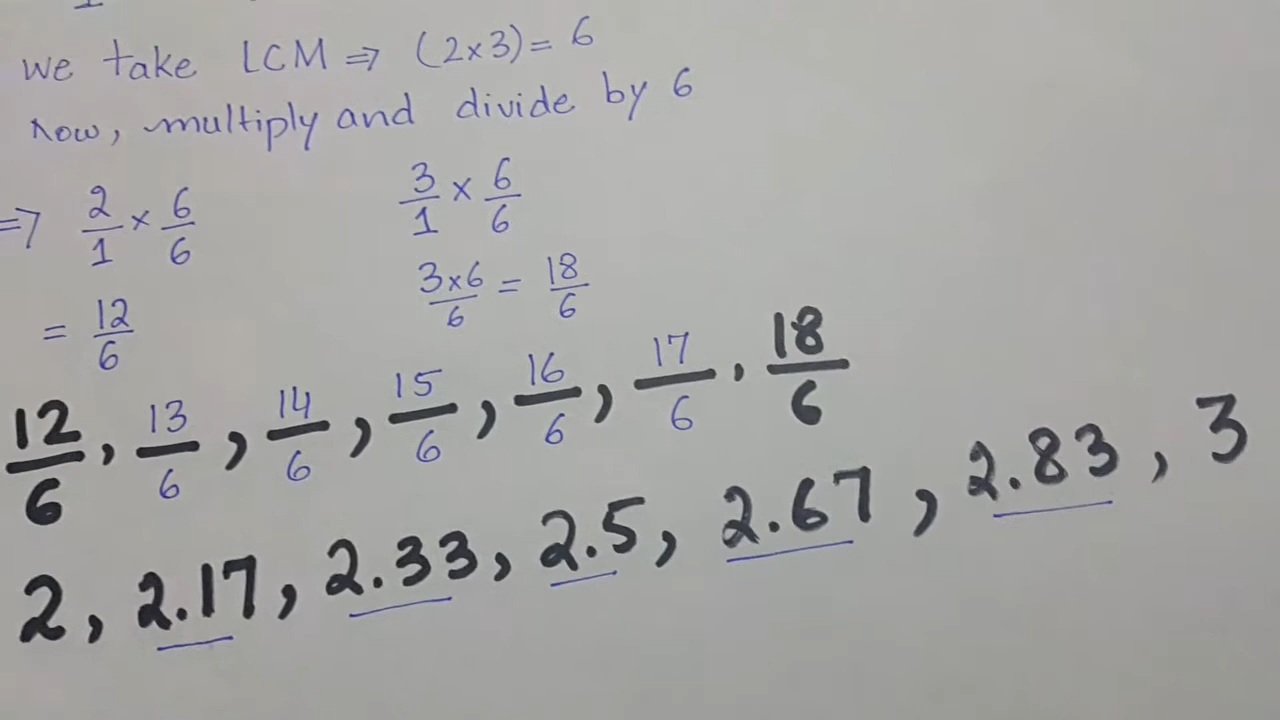 we take LCM ⇒ (2×3) = 6
Now, multiply and divide by 6
⇒ 2/1 × 6/6    3/1 × 6/6
= 12/6    3×6/6 = 18/6
12/6, 13/6, 14/6, 15/6, 16/6, 17/6, 18/6
2, 2.17, 2.33, 2.5, 2.67, 2.83, 3